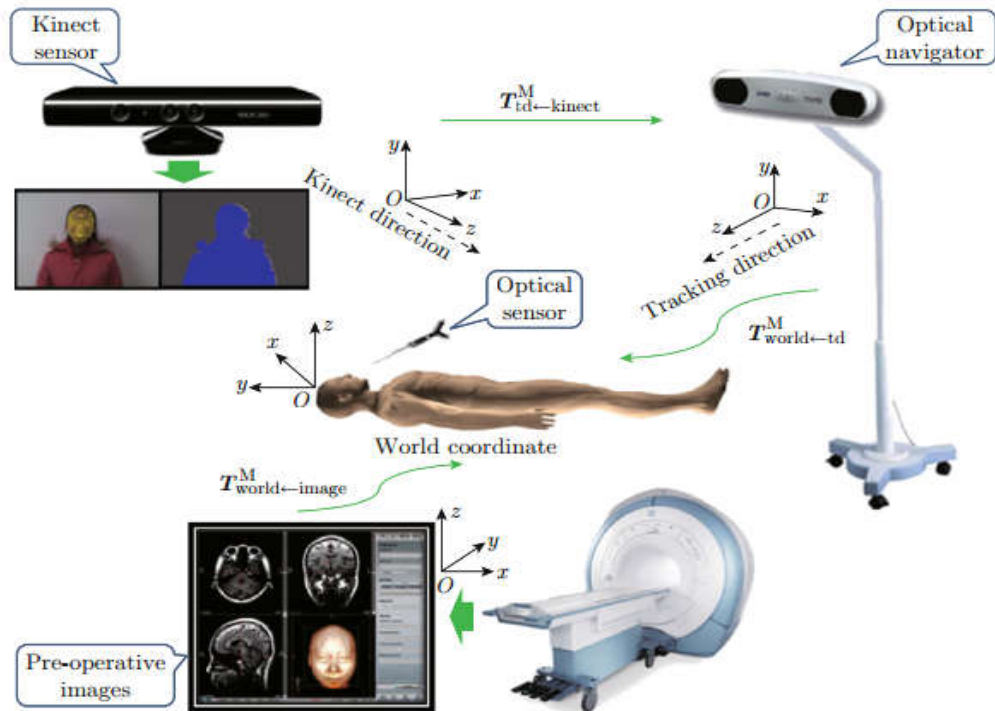 Kinect
sensor
Optical
navigator
T^M_td←kinect
y
x
O
z
Kinect direction
y
x
O
z
Tracking direction
Optical
sensor
T^M_world←td
z
x
y
O
World coordinate
T^M_world←image
z
y
x
O
Pre-operative
images